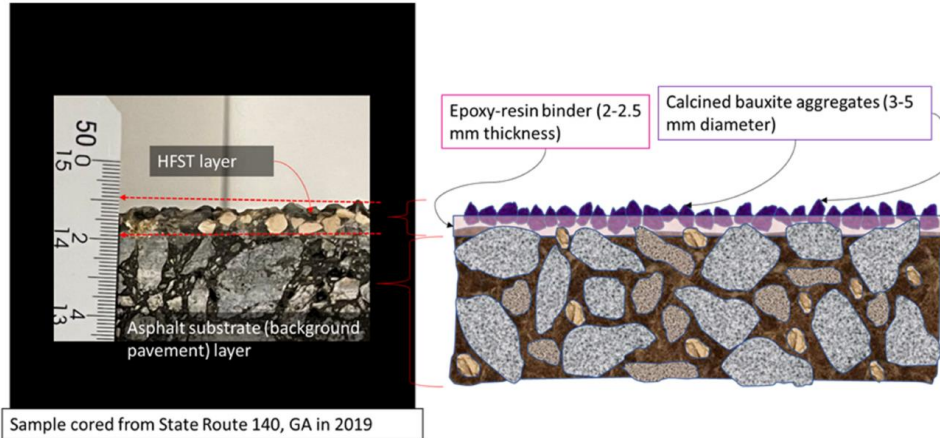 Epoxy-resin binder (2-2.5
mm thickness)
Calcined bauxite aggregates (3-5
mm diameter)
50
0
15
HFST layer
14
2
Asphalt substrate (background
pavement) layer
13
4
Sample cored from State Route 140, GA in 2019